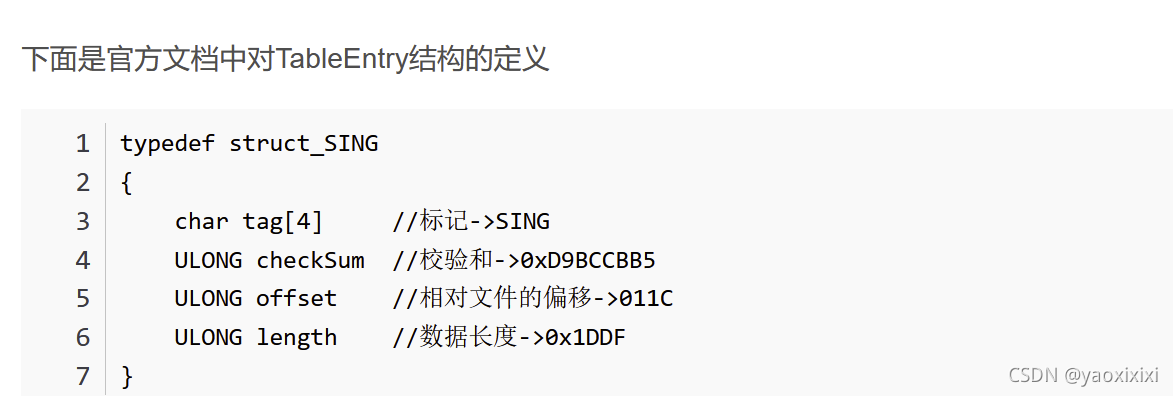 下面是官方文档中对TableEntry结构的定义
1 typedef struct_SING
2 {
3     char tag[4]     //标记->SING
4     ULONG checkSum  //校验和->0xD9BCCBB5
5     ULONG offset    //相对文件的偏移->011C
6     ULONG length    //数据长度->0x1DDF
7 }
CSDN @yaoxixixi